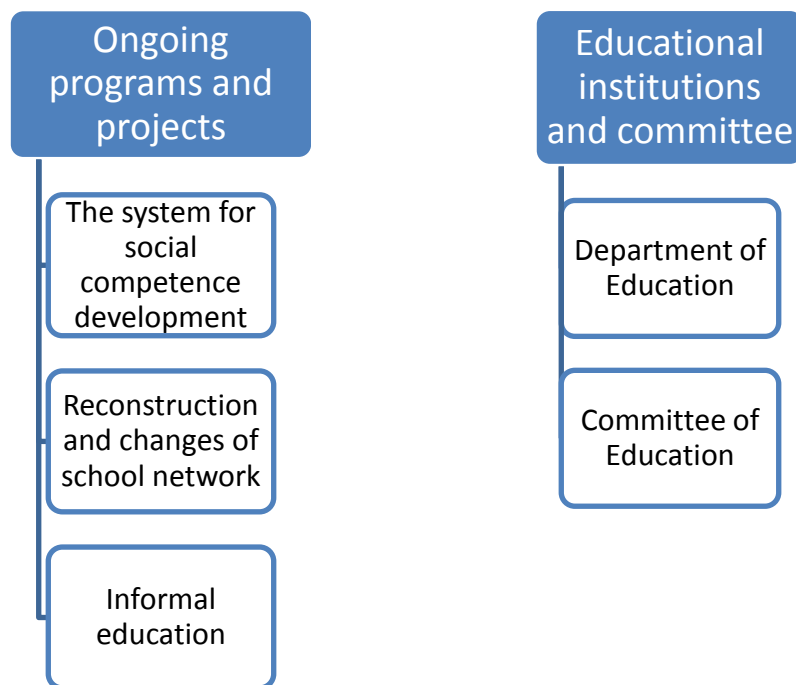 Ongoing
programs and
projects
The system for
social
competence
development
Reconstruction
and changes of
school network
Informal
education
Educational
institutions
and committee
Department of
Education
Committee of
Education